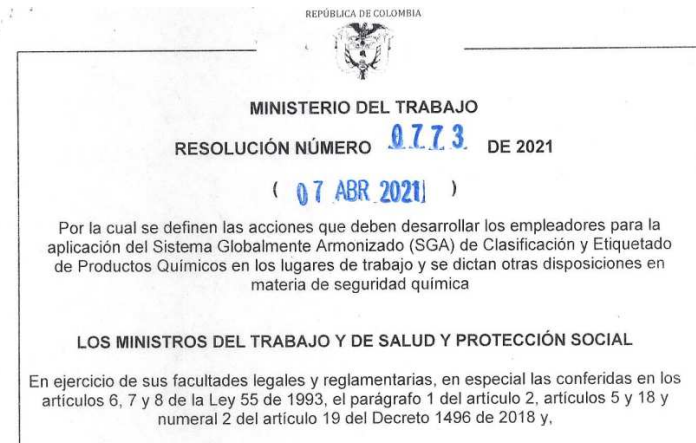 REPÚBLICA DE COLOMBIA
MINISTERIO DEL TRABAJO
RESOLUCIÓN NÚMERO 0773 DE 2021
( 07 ABR 2021 )
Por la cual se definen las acciones que deben desarrollar los empleadores para la
aplicación del Sistema Globalmente Armonizado (SGA) de Clasificación y Etiquetado
de Productos Químicos en los lugares de trabajo y se dictan otras disposiciones en
materia de seguridad química
LOS MINISTROS DEL TRABAJO Y DE SALUD Y PROTECCIÓN SOCIAL
En ejercicio de sus facultades legales y reglamentarias, en especial las conferidas en los
artículos 6, 7 y 8 de la Ley 55 de 1993, el parágrafo 1 del artículo 2, artículos 5 y 18 y
numeral 2 del artículo 19 del Decreto 1496 de 2018 y,